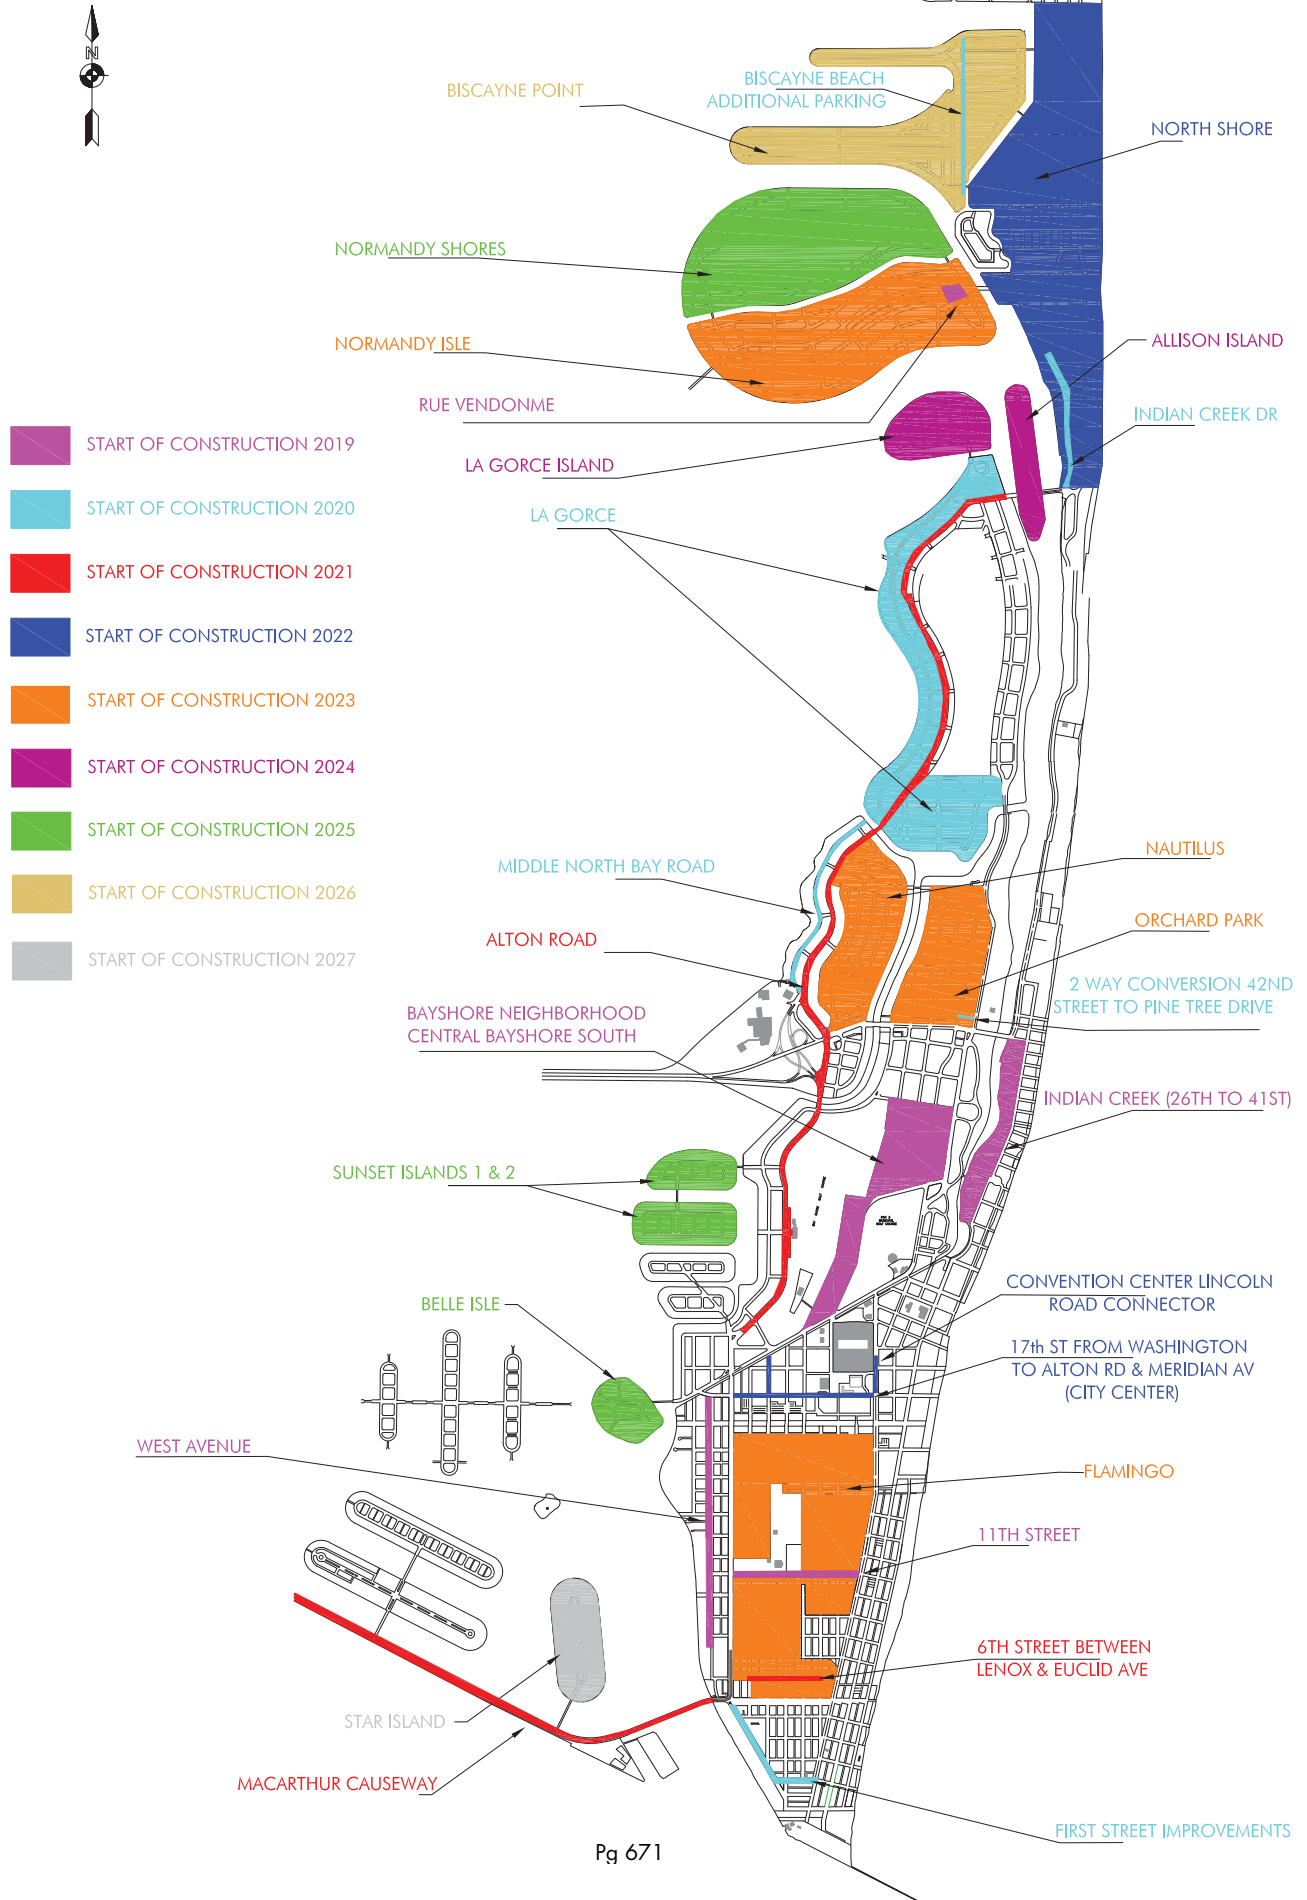 N
BISCAYNE POINT
BISCAYNE BEACH
ADDITIONAL PARKING
NORTH SHORE
NORMANDY SHORES
NORMANDY ISLE
ALLISON ISLAND
RUE VENDONME
INDIAN CREEK DR
LA GORCE ISLAND
LA GORCE
START OF CONSTRUCTION 2019
START OF CONSTRUCTION 2020
START OF CONSTRUCTION 2021
START OF CONSTRUCTION 2022
START OF CONSTRUCTION 2023
START OF CONSTRUCTION 2024
START OF CONSTRUCTION 2025
START OF CONSTRUCTION 2026
START OF CONSTRUCTION 2027
NAUTILUS
MIDDLE NORTH BAY ROAD
ORCHARD PARK
ALTON ROAD
2 WAY CONVERSION 42ND
STREET TO PINE TREE DRIVE
BAYSHORE NEIGHBORHOOD
CENTRAL BAYSHORE SOUTH
INDIAN CREEK (26TH TO 41ST)
SUNSET ISLANDS 1 & 2
CONVENTION CENTER LINCOLN
ROAD CONNECTOR
BELLE ISLE
17th ST FROM WASHINGTON
TO ALTON RD & MERIDIAN AV
(CITY CENTER)
WEST AVENUE
FLAMINGO
11TH STREET
6TH STREET BETWEEN
LENOX & EUCLID AVE
STAR ISLAND
MACARTHUR CAUSEWAY
FIRST STREET IMPROVEMENTS
Pg 671